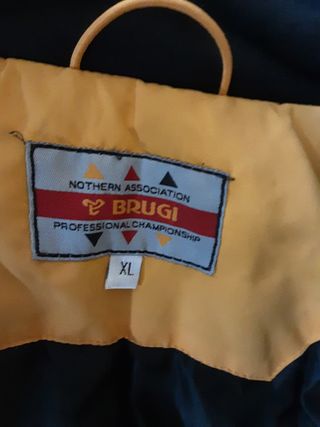 NOTHERN ASSOCIATION
BRUGI
PROFESSIONAL CHAMPIONSHIP
XL